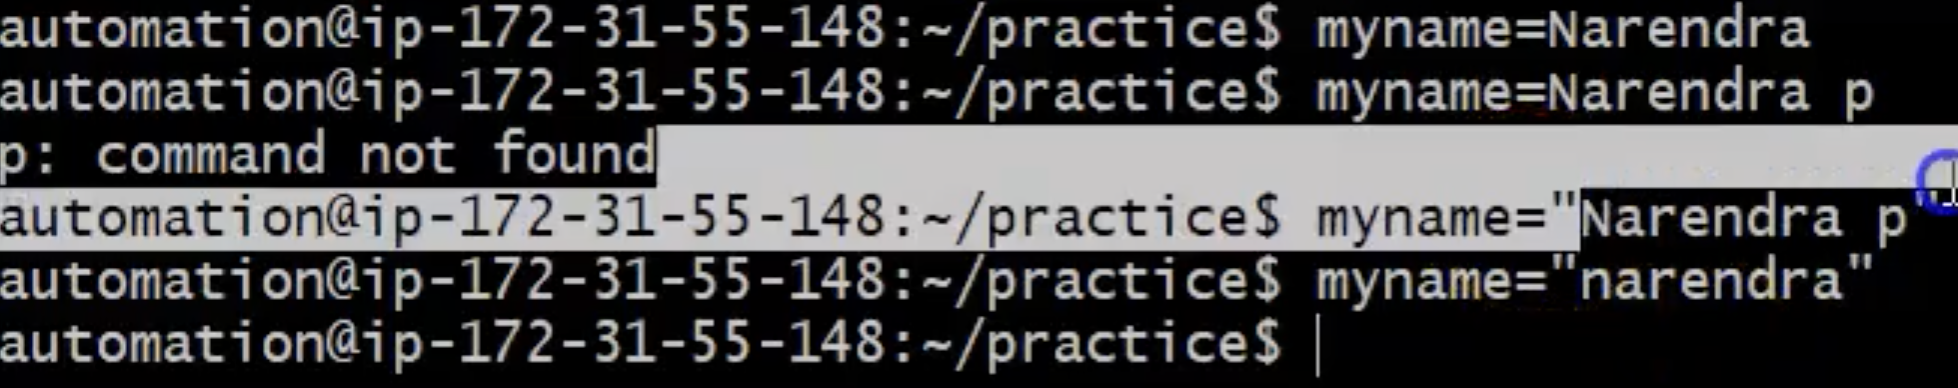 automation@ip-172-31-55-148:~/practice$ myname=Narendra
automation@ip-172-31-55-148:~/practice$ myname=Narendra p
p: command not found
automation@ip-172-31-55-148:~/practice$ myname="Narendra p"
automation@ip-172-31-55-148:~/practice$ myname="narendra"
automation@ip-172-31-55-148:~/practice$